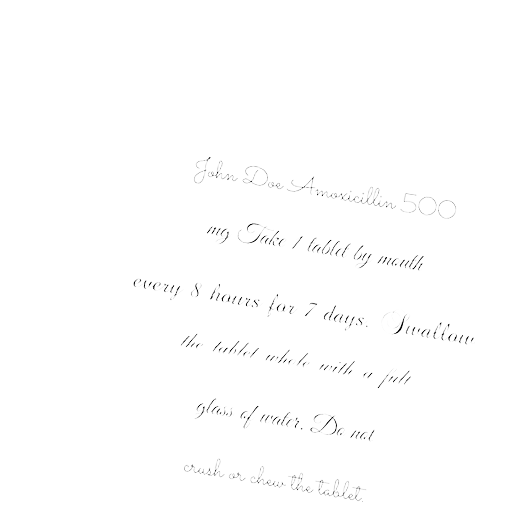 John Doe Amoxicillin 500
mg Take 1 tablet by mouth
every 8 hours for 7 days. Swallow
the tablet whole with a full
glass of water. Do not
crush or chew the tablet.